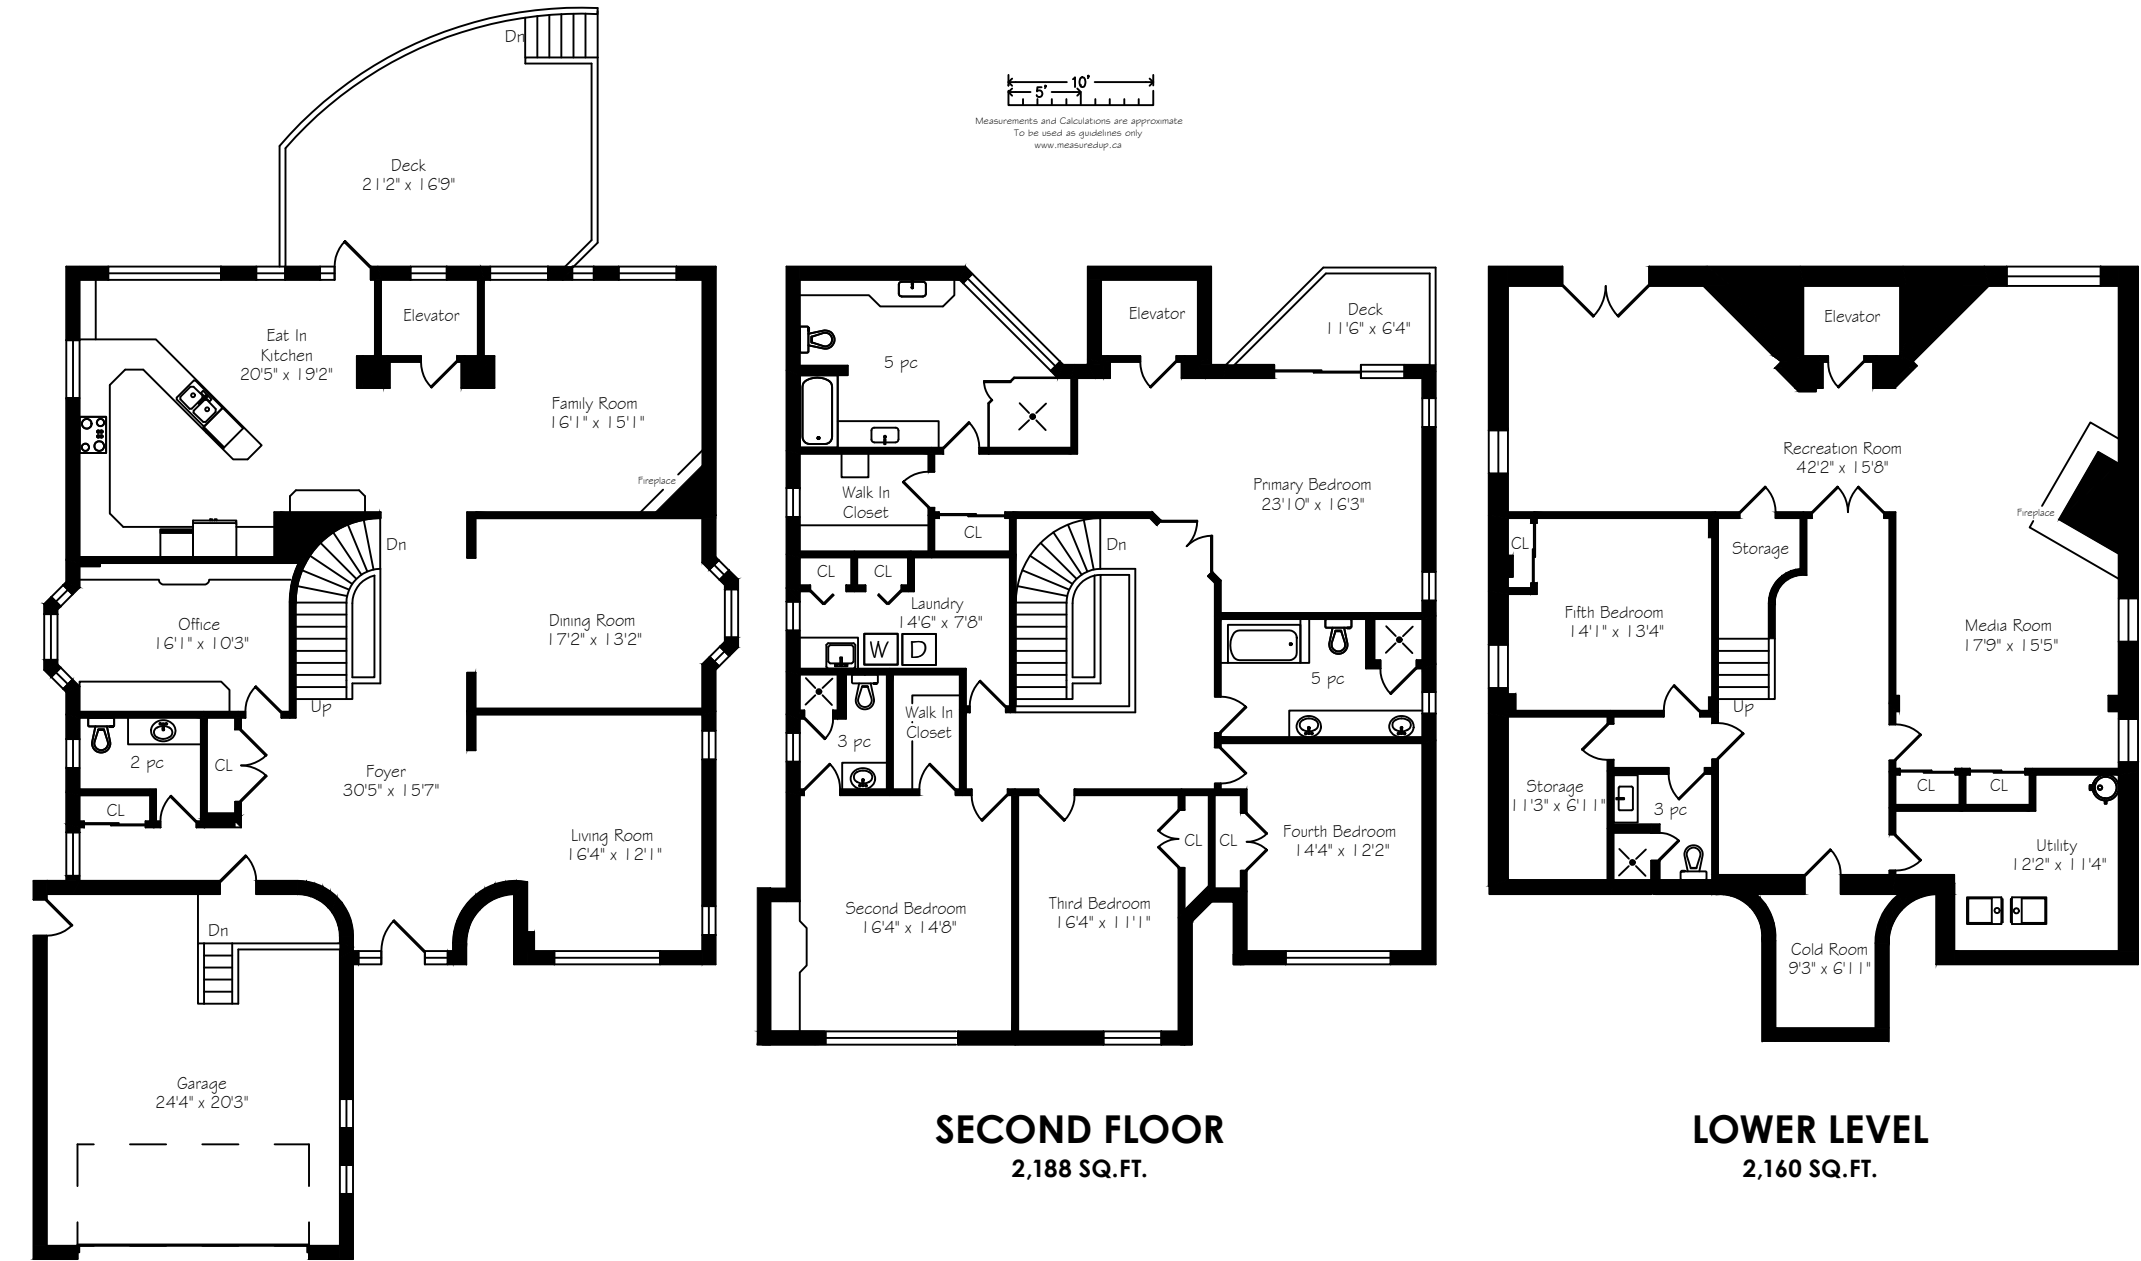 10'
5'
Measurements and Calculations are approximate
To be used as guidelines only
www.measuredup.ca
Dn
Deck
21'2" x 16'9"
Eat In
Kitchen
20'5" x 19'2"
Elevator
Family Room
16'1" x 15'1"
Fireplace
Dn
Office
16'1" x 10'3"
Dining Room
17'2" x 13'2"
Up
2 pc
CL
CL
Foyer
30'5" x 15'7"
Living Room
16'4" x 12'1"
Dn
Garage
24'4" x 20'3"
5 pc
Elevator
Deck
11'6" x 6'4"
Walk In
Closet
CL
Primary Bedroom
23'10" x 16'3"
Dn
CL
CL
Laundry
14'6" x 7'8"
W
D
5 pc
3 pc
Walk In
Closet
CL
CL
Fourth Bedroom
14'4" x 12'2"
Second Bedroom
16'4" x 14'8"
Third Bedroom
16'4" x 11'1"
SECOND FLOOR
2,188 SQ.FT.
Elevator
Recreation Room
42'2" x 15'8"
Fireplace
CL
Storage
Fifth Bedroom
14'1" x 13'4"
Media Room
17'9" x 15'5"
Up
Storage
11'3" x 6'11"
3 pc
CL
CL
Utility
12'2" x 11'4"
Cold Room
9'3" x 6'11"
LOWER LEVEL
2,160 SQ.FT.